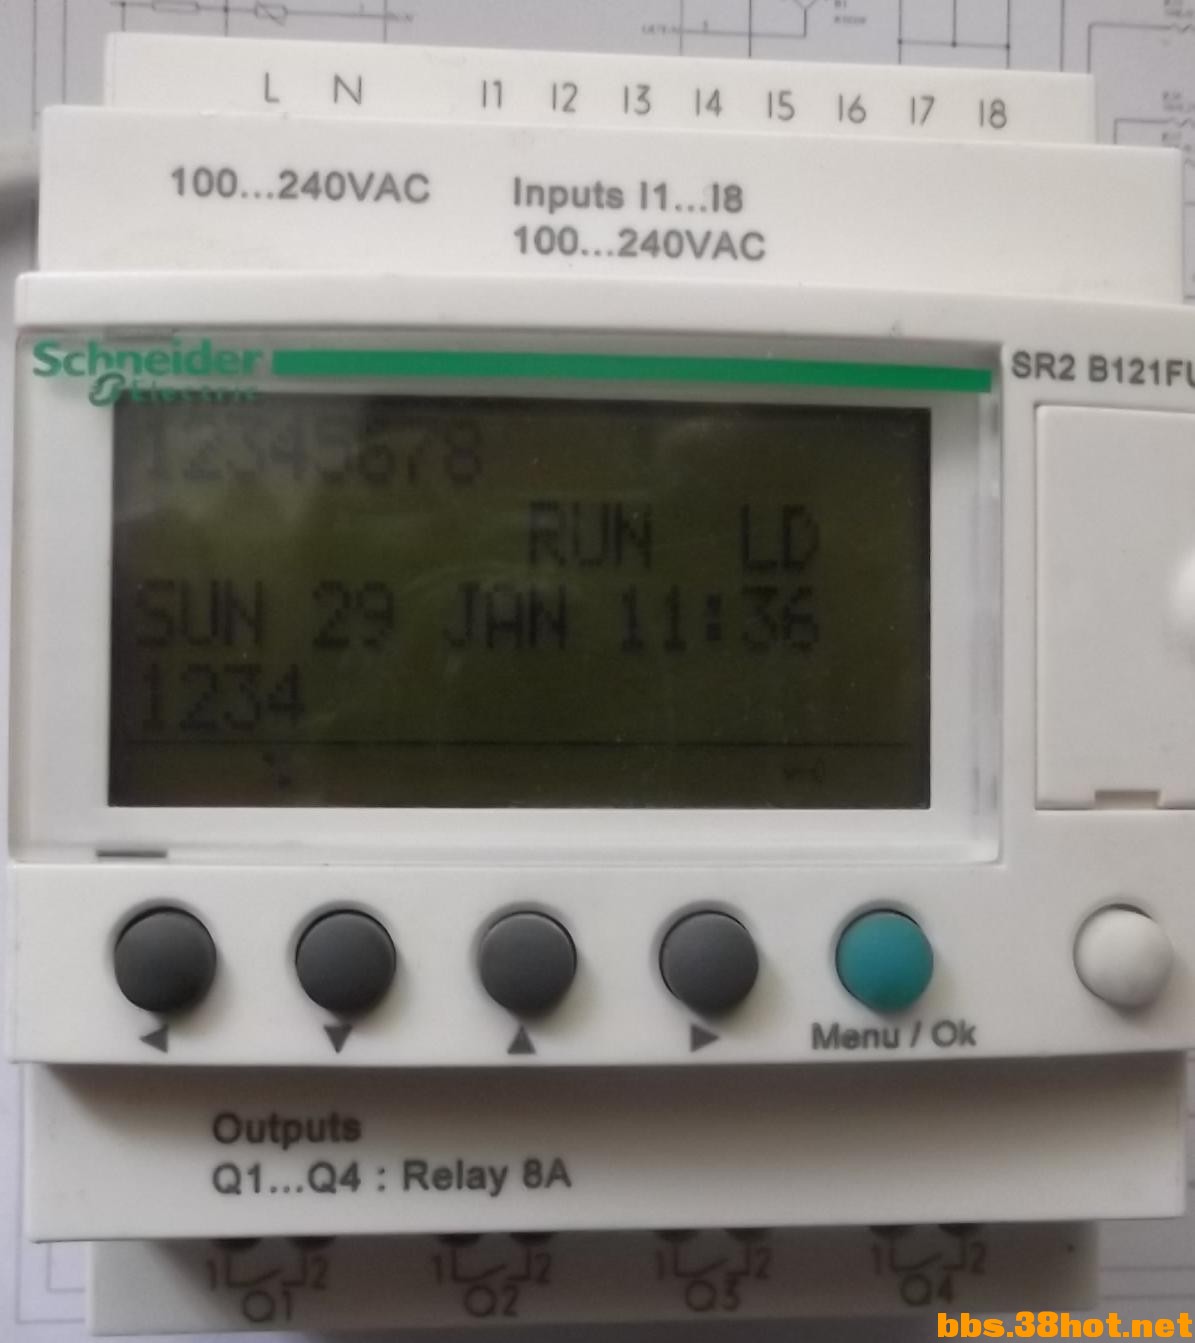 L N I1 I2 I3 I4 I5 I6 I7 I8
100...240VAC
Inputs I1...I8
100...240VAC
Schneider
Electric
SR2 B121FU
12345678
RUN LD
SUN 29 JAN 11:36
1234
Menu / Ok
Outputs
Q1...Q4 : Relay 8A
1 2 1 2 1 2 1 2
Q1 Q2 Q3 Q4
bbs.38hot.net